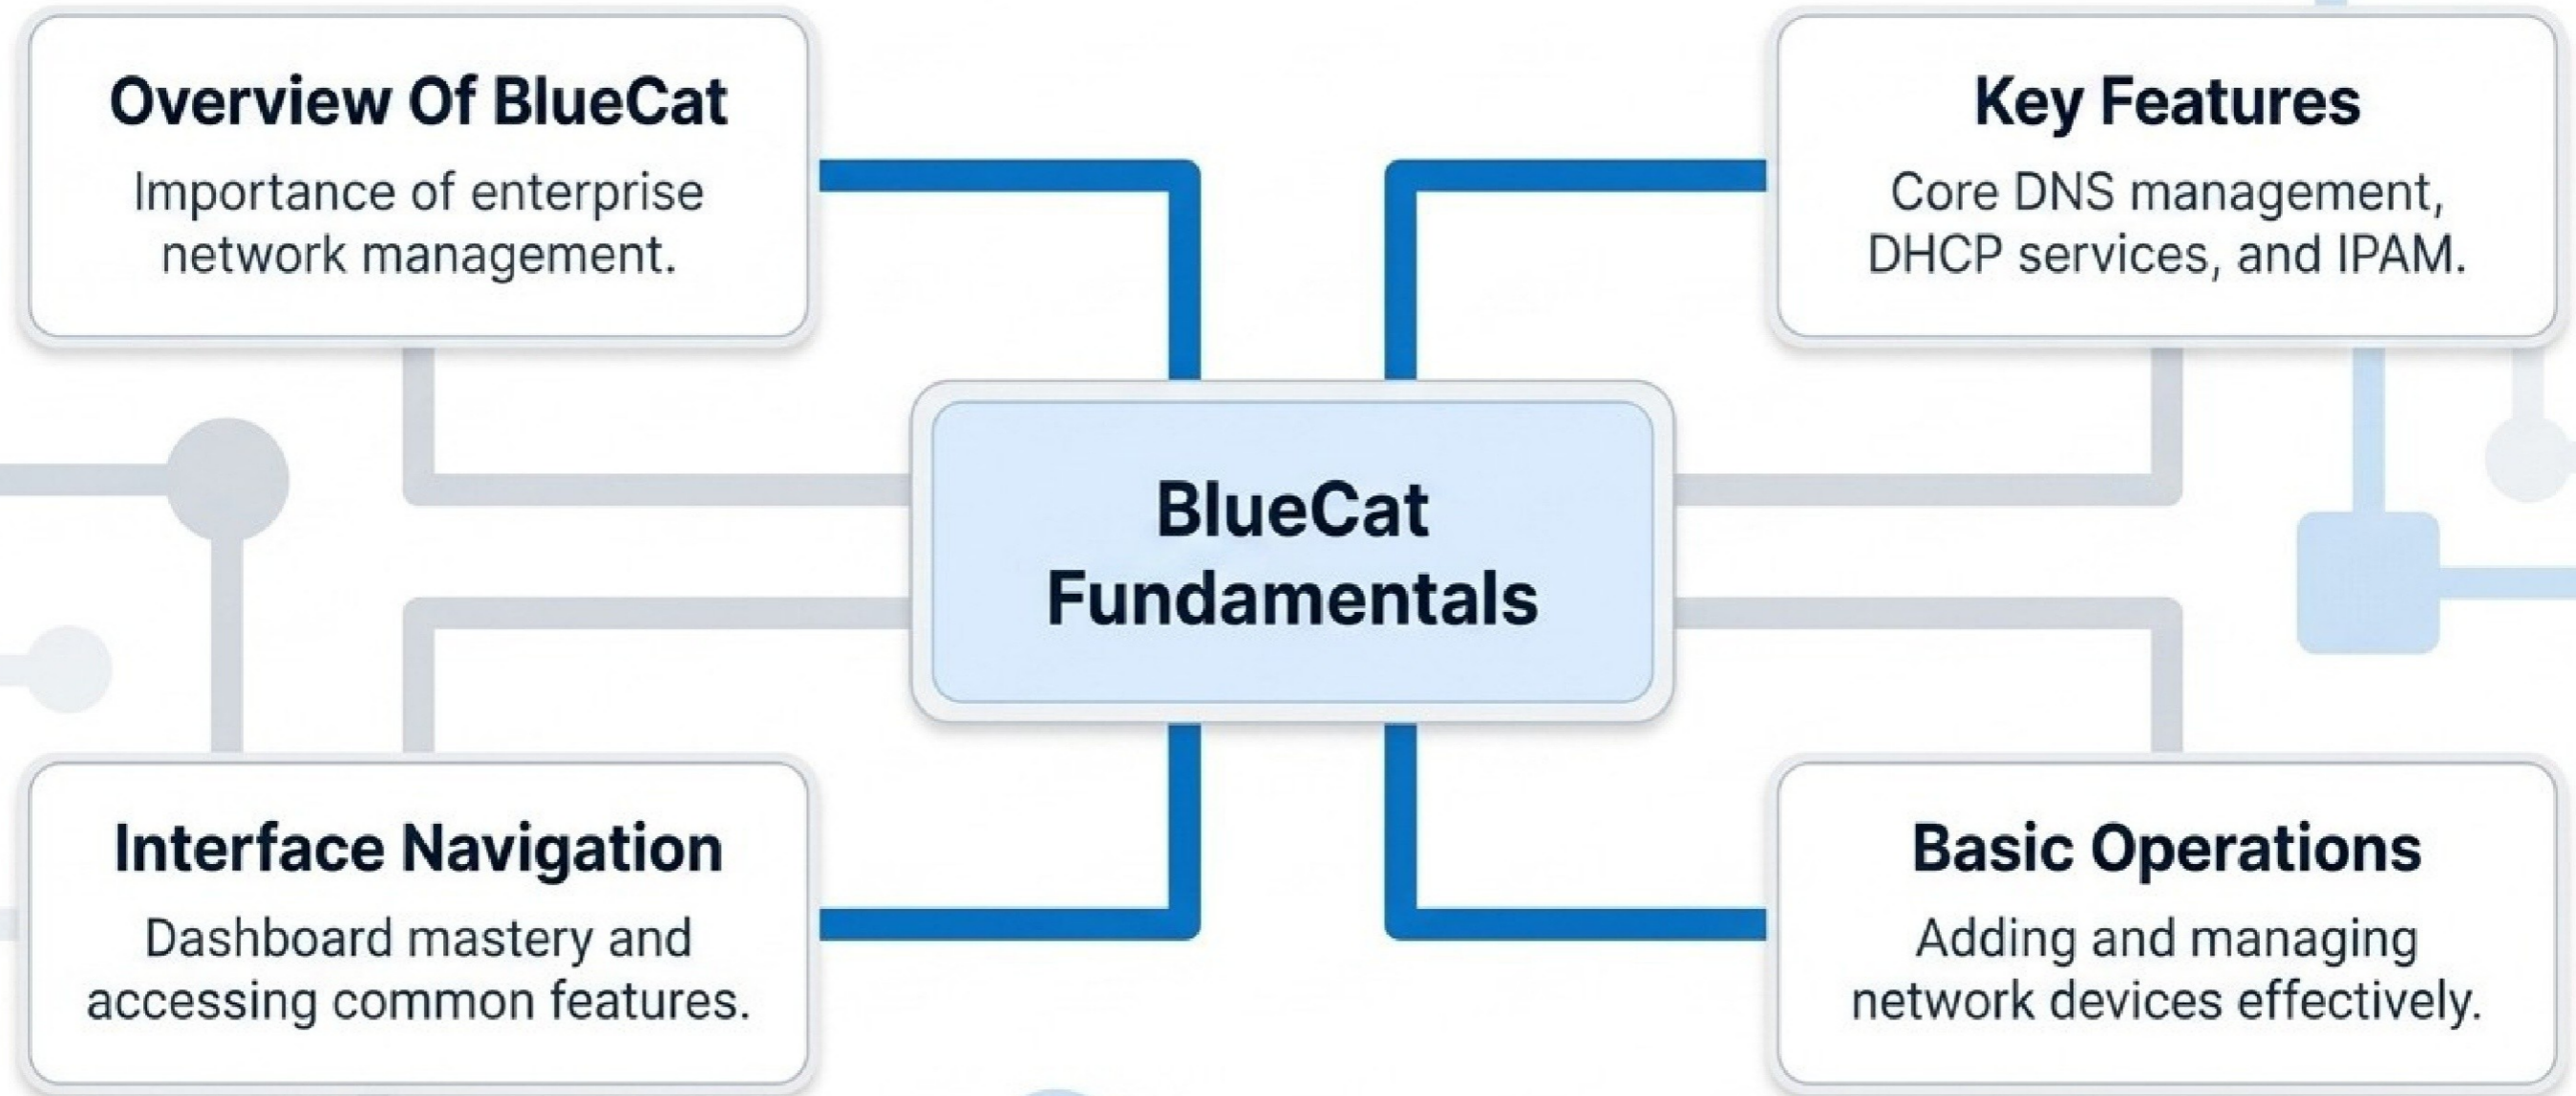 Overview Of BlueCat
Importance of enterprise
network management.
Key Features
Core DNS management,
DHCP services, and IPAM.
BlueCat
Fundamentals
Interface Navigation
Dashboard mastery and
accessing common features.
Basic Operations
Adding and managing
network devices effectively.